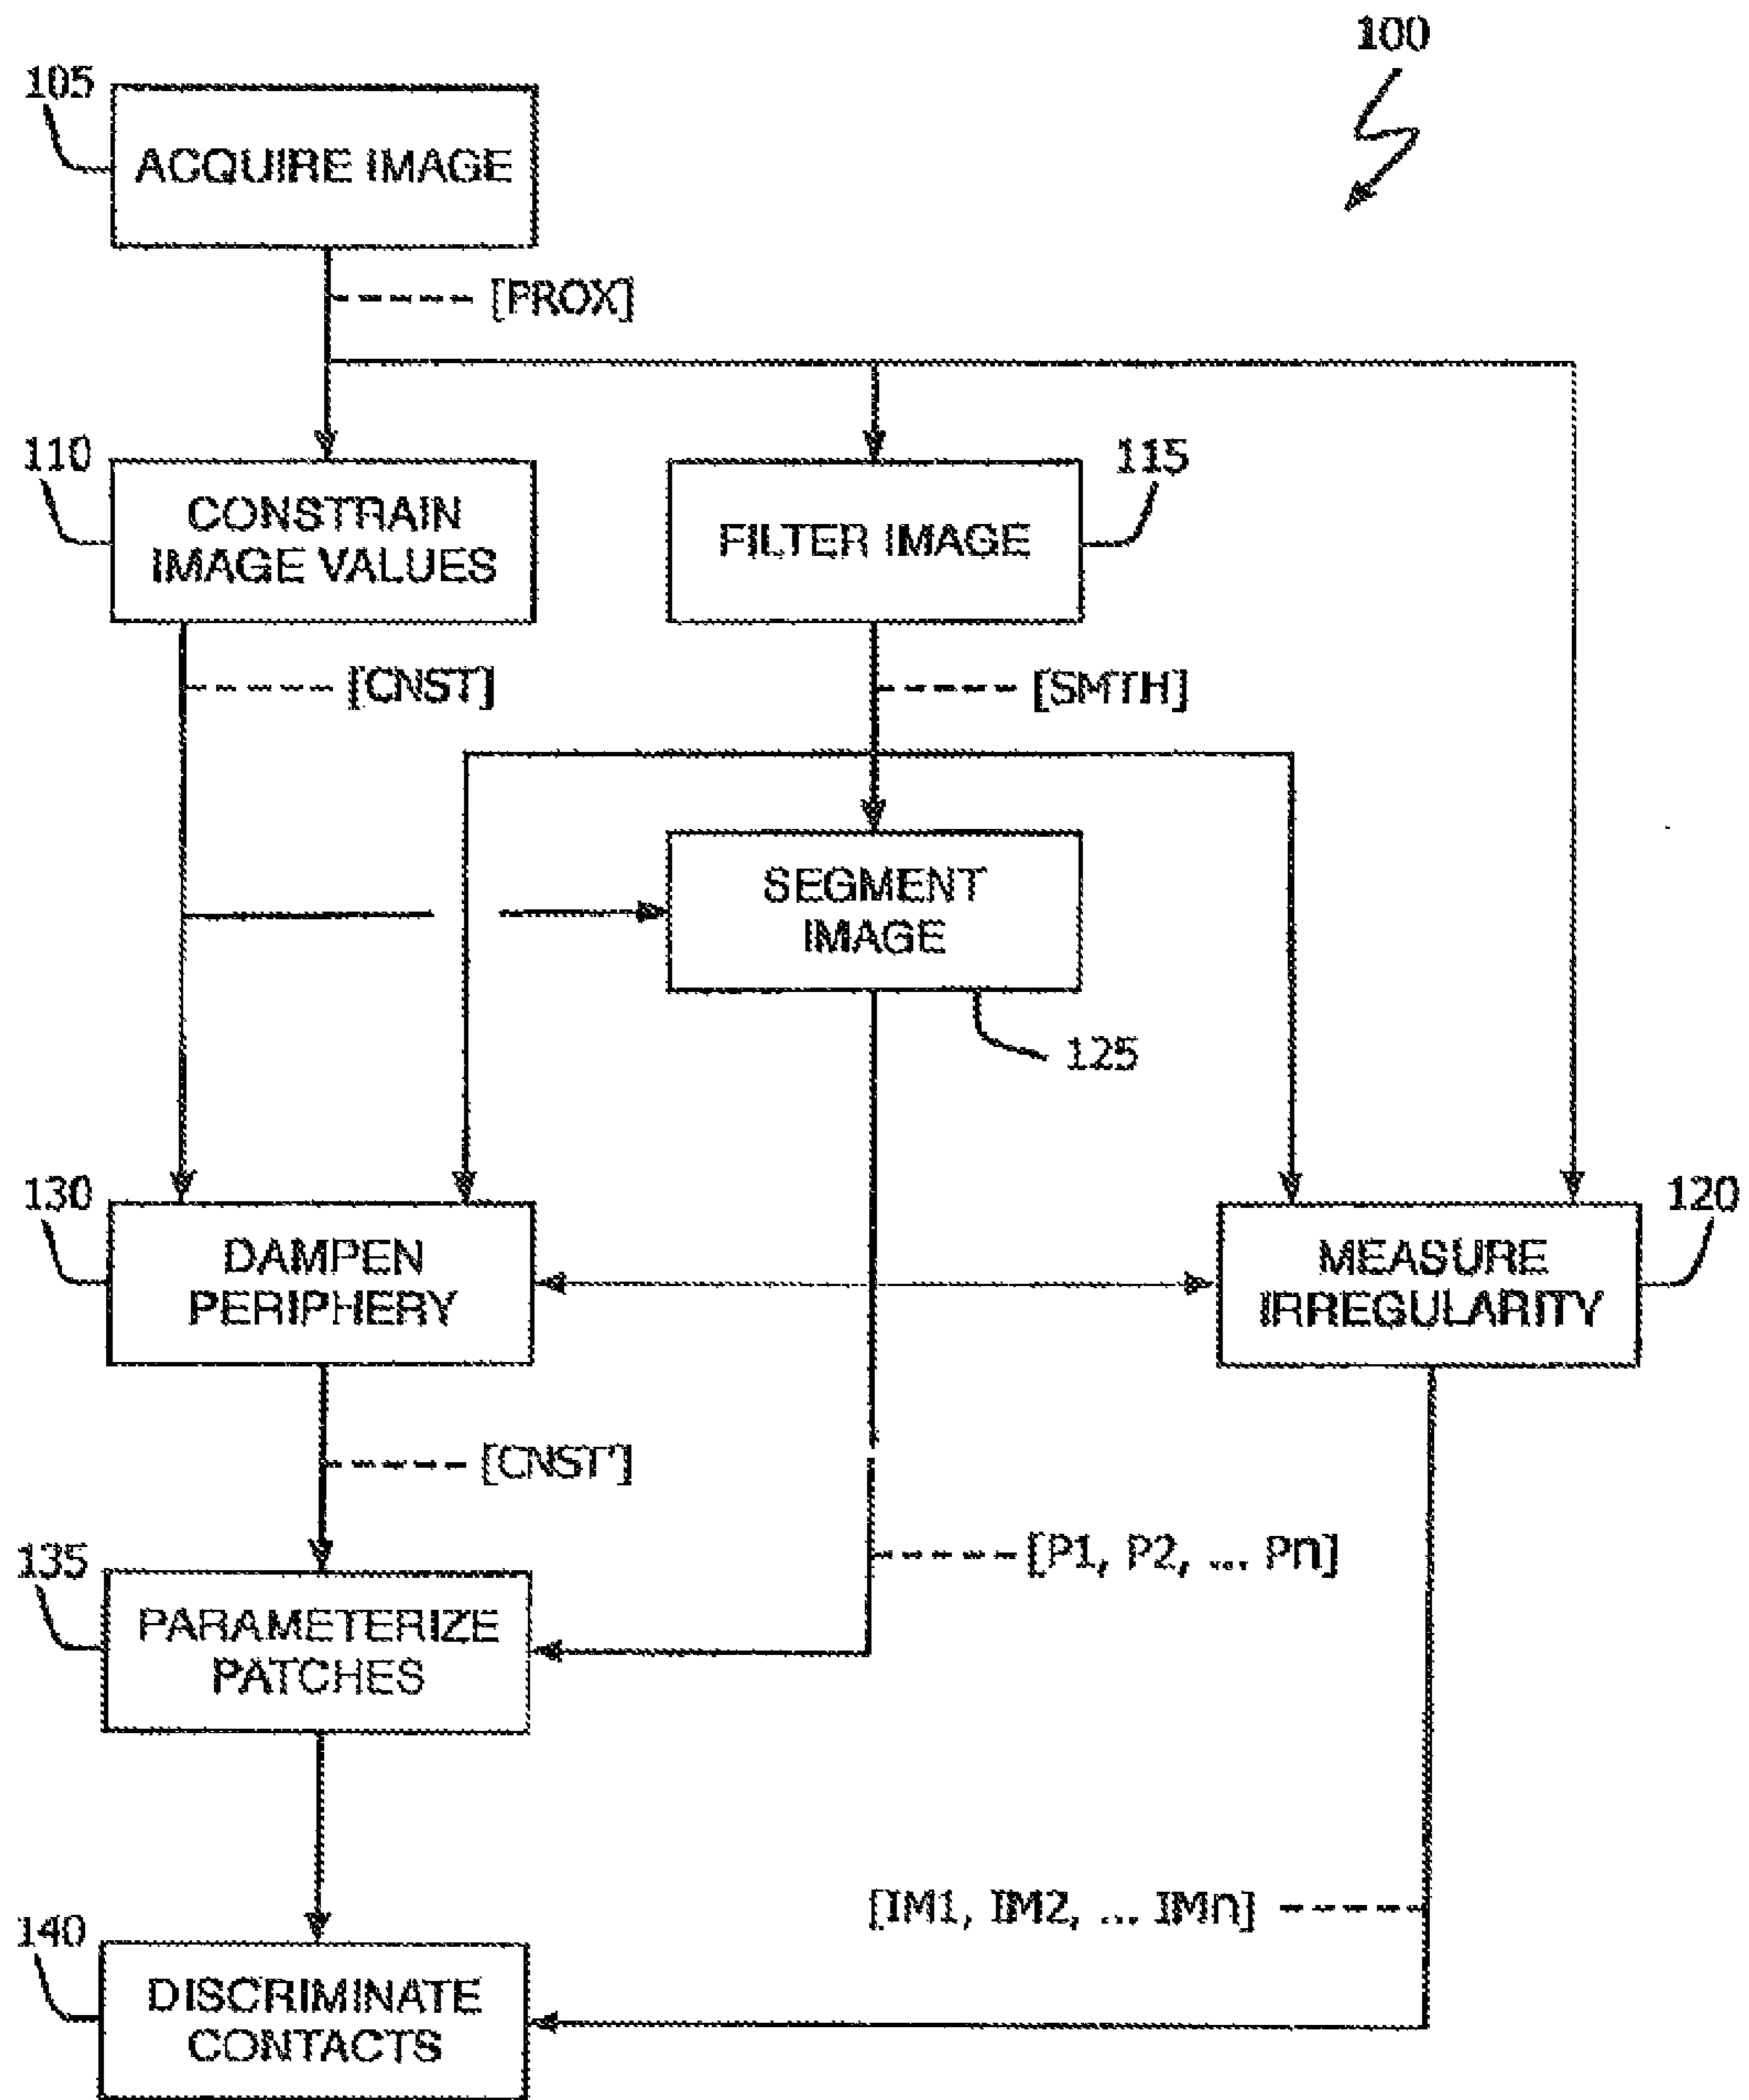 100
105
ACQUIRE IMAGE
[PROX]
110
CONSTRAIN
IMAGE VALUES
115
FILTER IMAGE
[CNST]
[SMTH]
SEGMENT
IMAGE
125
130
DAMPEN
PERIPHERY
120
MEASURE
IRREGULARITY
[CNST']
[P1, P2, ... Pn]
135
PARAMETERIZE
PATCHES
[IM1, IM2, ... IMn]
140
DISCRIMINATE
CONTACTS